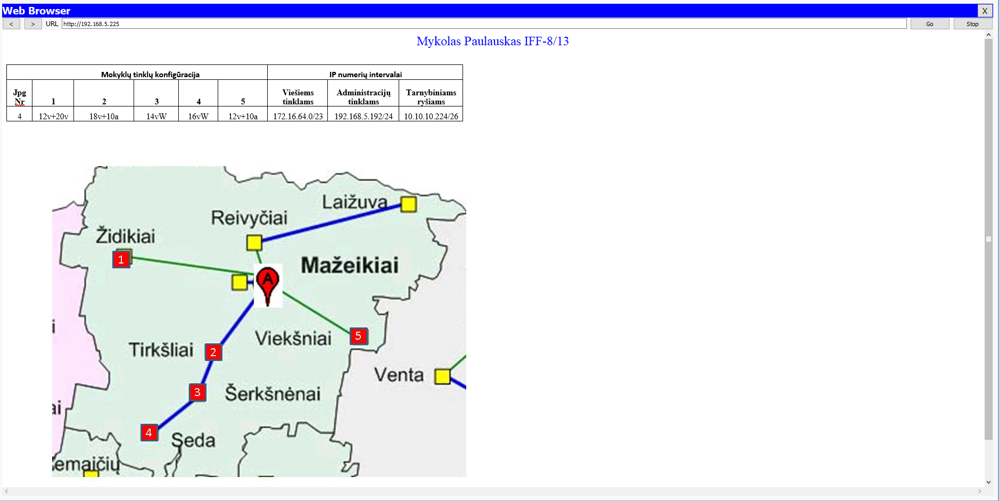 Web Browser X
< > URL http://192.168.5.225 Go Stop
Mykolas Paulauskas IFF-8/13
Mokyklų tinklų konfigūracija IP numerių intervalai
Jpg Nr 1 2 3 4 5 Viešiems tinklams Administracijų tinklams Tarnybiniams ryšiams
4 12v+20v 18v+10a 14vW 16vW 12v+10a 172.16.64.0/23 192.168.5.192/24 10.10.10.224/26
Laižuva
Reivyčiai
Židikiai
1
Mažeikiai
A
i
Viekšniai 5
Tirkšliai 2
Venta
3 Šerkšnėnai
ai
4
Seda
emaičių